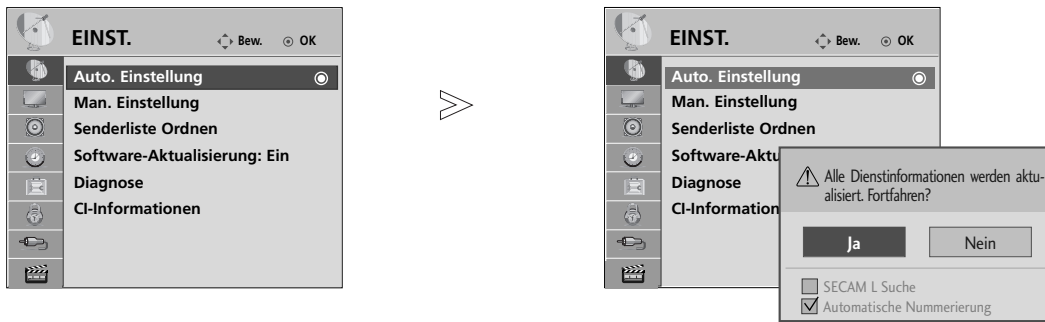 EINST. Bew. OK
Auto. Einstellung
Man. Einstellung
Senderliste Ordnen
Software-Aktualisierung: Ein
Diagnose
CI-Informationen
EINST. Bew. OK
Auto. Einstellung
Man. Einstellung
Senderliste Ordnen
Software-Aktu
Diagnose
CI-Information
Alle Dienstinformationen werden aktu-
alisiert. Fortfahren?
Ja Nein
SECAM L Suche
Automatische Nummerierung